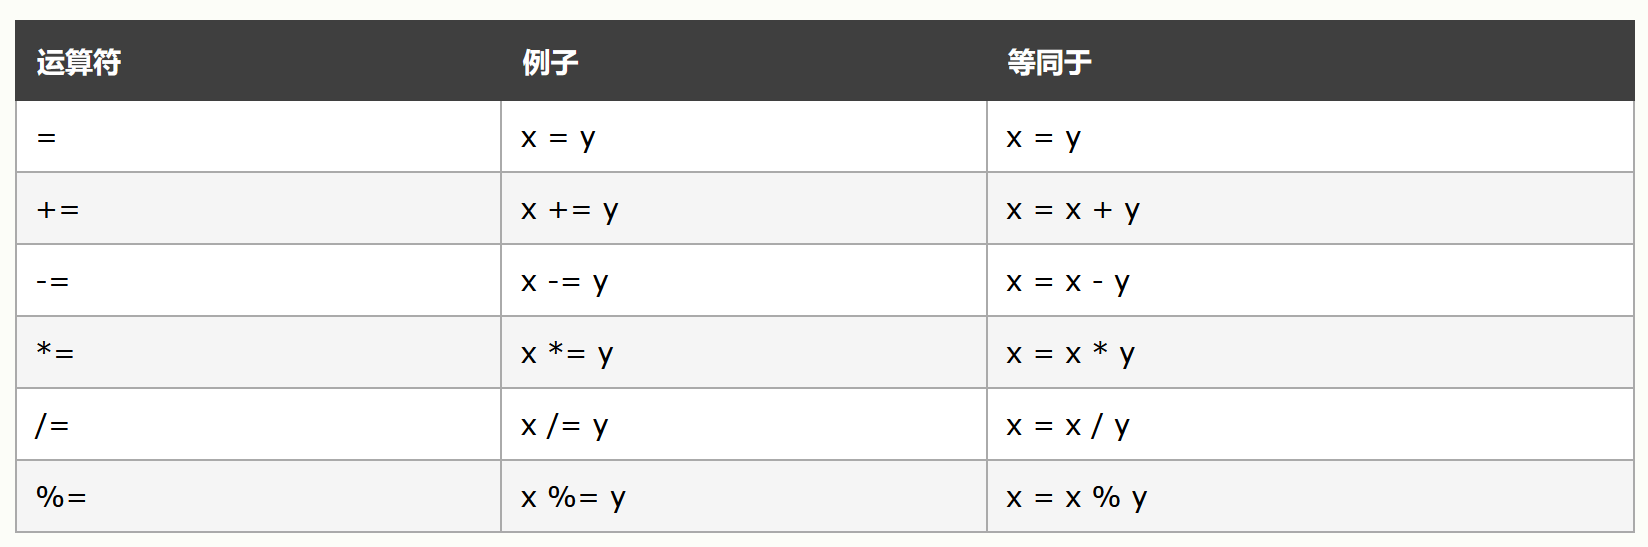 运算符 例子 等同于
= x = y x = y
+= x += y x = x + y
-= x -= y x = x - y
*= x *= y x = x * y
/= x /= y x = x / y
%= x %= y x = x % y